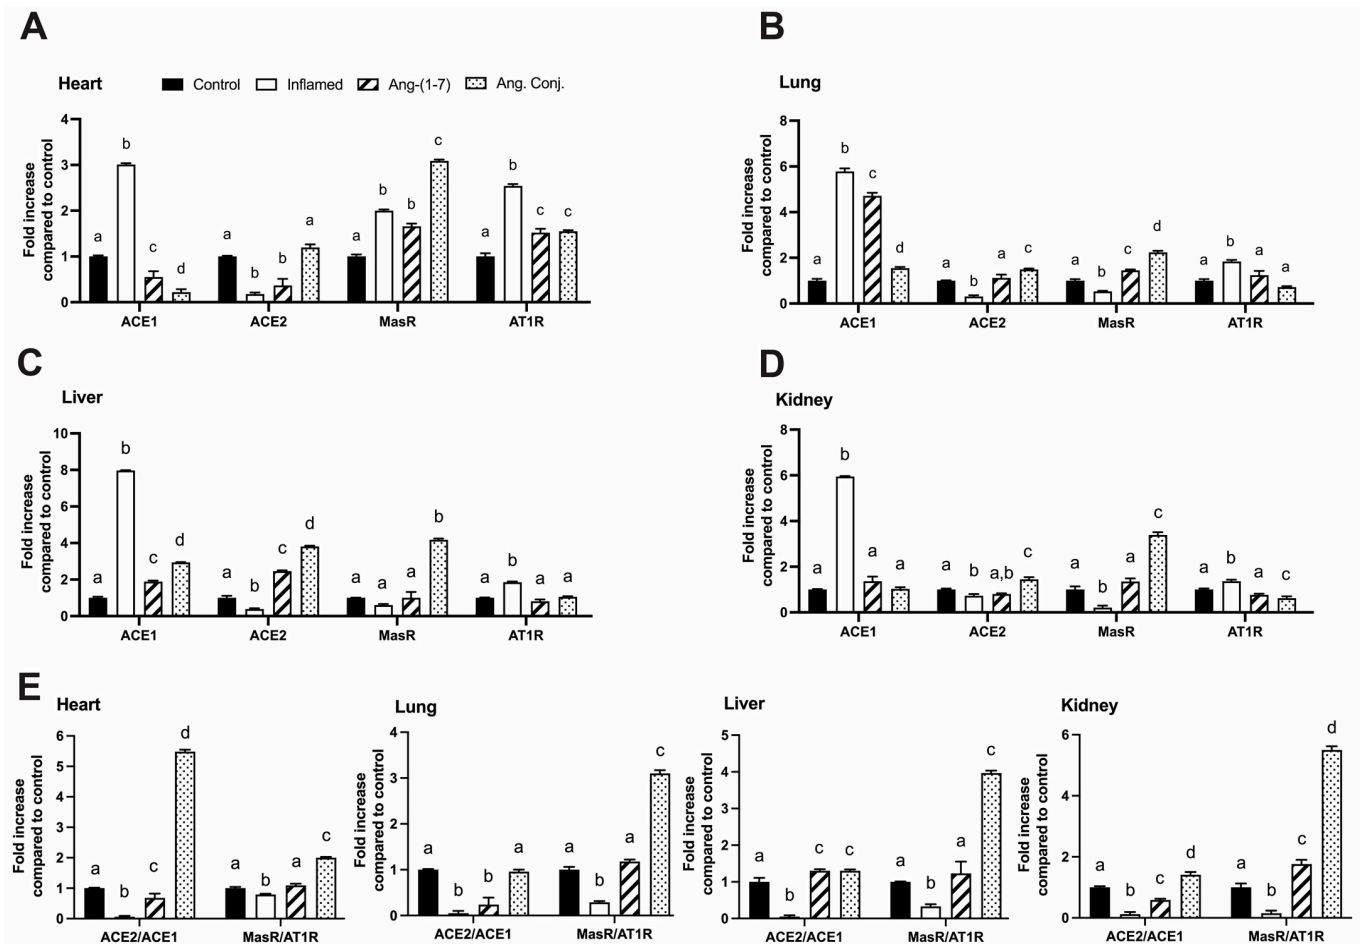 A
Heart
Control Inflamed Ang-(1-7) Ang. Conj.
Fold increase
compared to control
4
3
2
1
0
a b c d
a b b a
a b b c
a b c c
ACE1 ACE2 MasR AT1R
B
Lung
Fold increase
compared to control
8
6
4
2
0
a b c d
a b a c
a b c d
a b a a
ACE1 ACE2 MasR AT1R
C
Liver
Fold increase
compared to control
10
8
6
4
2
0
a b c d
a b c d
a a a b
a b a a
ACE1 ACE2 MasR AT1R
D
Kidney
Fold increase
compared to control
8
6
4
2
0
a b a a
a b a,b c
a b a c
a b a c
ACE1 ACE2 MasR AT1R
E
Heart
Fold increase
compared to control
6
5
4
3
2
1
0
a b c d
a b a c
ACE2/ACE1 MasR/AT1R
Lung
Fold increase
compared to control
4
3
2
1
0
a b b a
a b a c
ACE2/ACE1 MasR/AT1R
Liver
Fold increase
compared to control
5
4
3
2
1
0
a b c c
a b a c
ACE2/ACE1 MasR/AT1R
Kidney
Fold increase
compared to control
6
4
2
0
a b c d
a b c d
ACE2/ACE1 MasR/AT1R